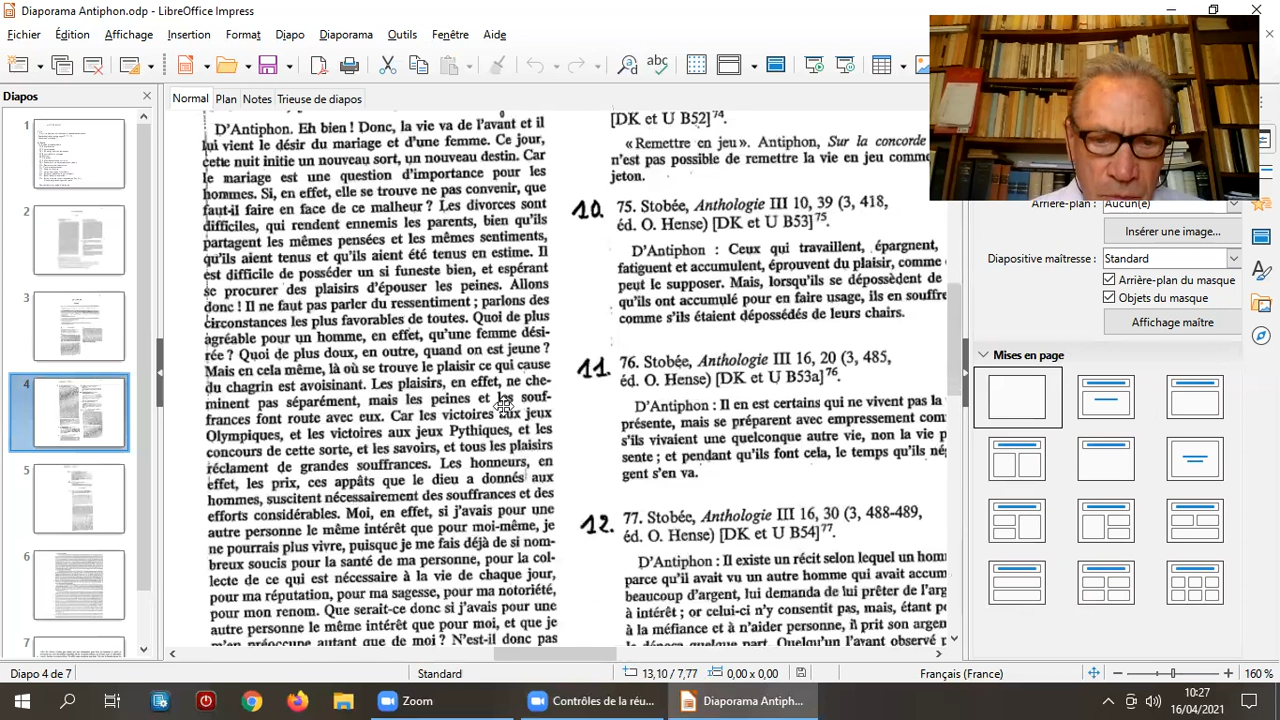 Diaporama Antiphon.odp - LibreOffice Impress
Fichier Edition Affichage Insertion Format Diapo Diaporama Outils Fenêtre Aide
Diapos
Normal Plan Notes Trieuse de diapos
1
2
3
4
5
6
7
D'Antiphon. Eh bien ! Donc, la vie va de l'avant et il
lui vient le désir du mariage et d'une femme. Ce jour,
cette nuit initie un nouveau sort, un nouveau destin. Car
le mariage est une question d'importance pour les
hommes. Si, en effet, elle se trouve ne pas convenir, que
faut-il faire en face de ce malheur ? Les divorces sont
difficiles, qui rendent ennemis les parents, bien qu'ils
partagent les mêmes pensées et les mêmes sentiments,
qu'ils aient tenus et qu'ils aient été tenus en estime. Il
est difficile de posséder un si funeste bien, et espérant
se procurer des plaisirs d'épouser les peines. Allons
donc ! Il ne faut pas parler du ressentiment ; parlons des
circonstances les plus favorables de toutes. Quoi de plus
agréable pour un homme, en effet, qu'une femme dési-
rée ? Quoi de plus doux, en outre, quand on est jeune ?
Mais en cela même, là où se trouve le plaisir ce qui cause
du chagrin est avoisinant. Les plaisirs, en effet, ne che-
minent pas séparément, mais les peines et les souf-
frances font route avec eux. Car les victoires aux jeux
Olympiques, et les victoires aux jeux Pythiques, et les
concours de cette sorte, et les savoirs, et tous les plaisirs
réclament de grandes souffrances. Les honneurs, en
effet, les prix, ces appâts que le dieu a donnés aux
hommes, suscitent nécessairement des souffrances et des
efforts considérables. Moi, en effet, si j'avais pour une
autre personne le même intérêt que pour moi-même, je
ne pourrais plus vivre, puisque je me fais déjà de si nom-
breux soucis pour la santé de ma personne, pour la col-
lecte de ce qui est nécessaire à la vie de chaque jour,
pour ma réputation, pour ma sagesse, pour ma notoriété,
pour mon renom. Que serait-ce donc si j'avais pour une
autre personne le même intérêt que pour moi, et que je
m'en préoccupe autant que de moi ? N'est-il donc pas
[DK et U B52]74.
« Remettre en jeu ». Antiphon, Sur la concorde
n'est pas possible de remettre la vie en jeu comme
jeton.
10. 75. Stobée, Anthologie III 10, 39 (3, 418,
éd. O. Hense) [DK et U B53]75.
D'Antiphon : Ceux qui travaillent, épargnent,
fatiguent et accumulent, éprouvent du plaisir, comme
peut le supposer. Mais, lorsqu'ils se dépossèdent de
qu'ils ont accumulé pour en faire usage, ils en souffre
comme s'ils étaient dépossédés de leurs chairs.
11. 76. Stobée, Anthologie III 16, 20 (3, 485,
éd. O. Hense) [DK et U B53a]76.
D'Antiphon : Il en est certains qui ne vivent pas la
présente, mais se préparent avec empressement com
s'ils vivaient une quelconque autre vie, non la vie p
sente ; et pendant qu'ils font cela, le temps qu'ils né
gent s'en va.
12. 77. Stobée, Anthologie III 16, 30 (3, 488-489,
éd. O. Hense) [DK et U B54]77.
D'Antiphon : Il existe un récit selon lequel un hom
parce qu'il avait vu un autre homme qui avait accum
beaucoup d'argent, lui demanda de lui prêter de l'arg
à intérêt ; or celui-ci n'y consentit pas, mais, étant p
à la méfiance et à n'aider personne, il prit son argen
le déposa quelque part. Quelqu'un l'ayant observé
Arrière-plan : Aucun(e)
Insérer une image...
Diapositive maîtresse : Standard
Arrière-plan du masque
Objets du masque
Affichage maître
Mises en page
Diapo 4 de 7 Standard 13,10 / 7,77 0,00 x 0,00 Français (France) 160 %
Zoom Contrôles de la réu... Diaporama Antiph... 10:27
16/04/2021